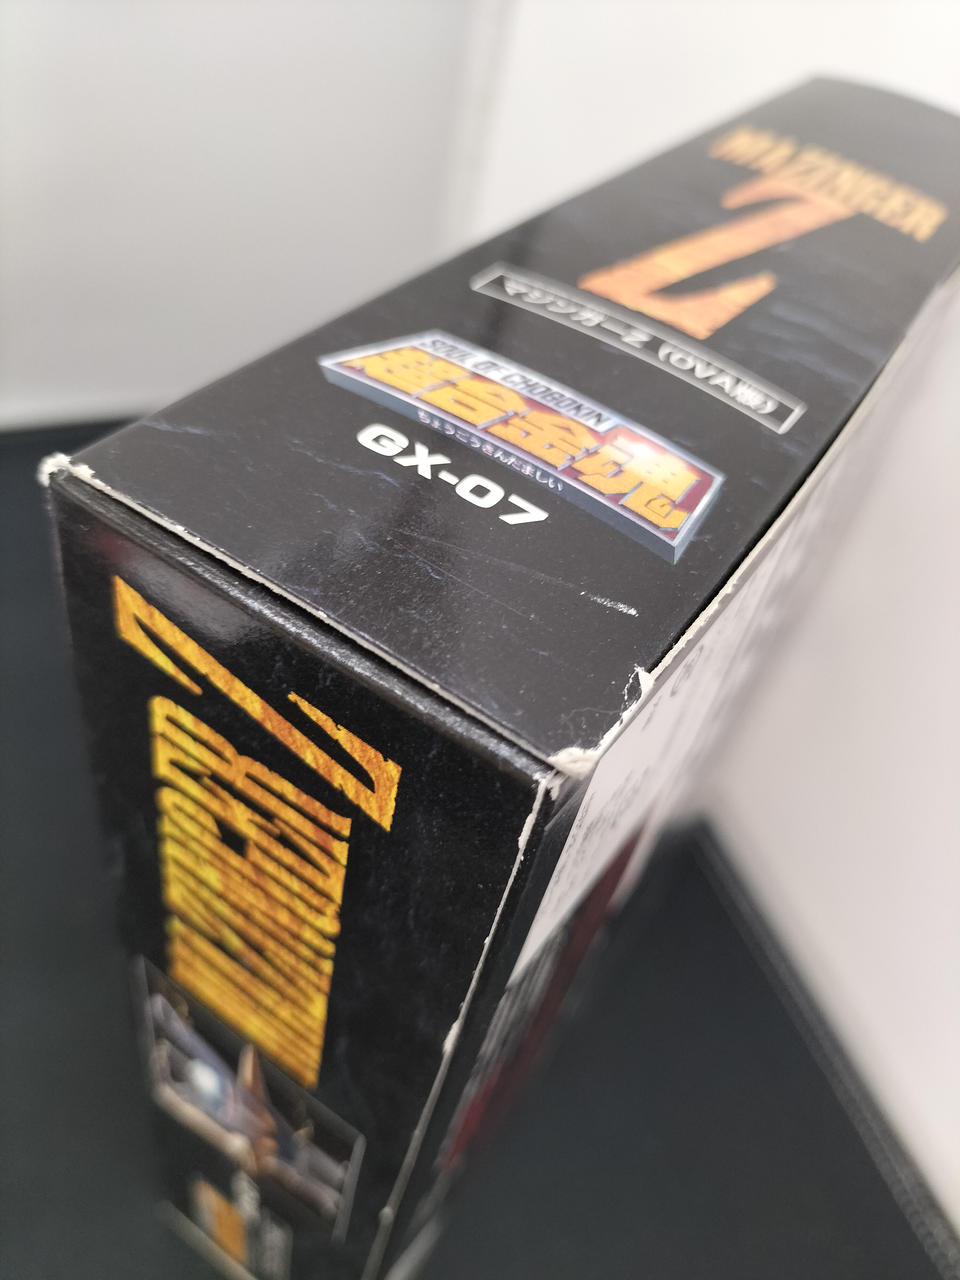 MAZINGER
Z
マジンガーZ（OVA版）
SOUL OF CHOGOKIN
超合金魂
ちょうごうきんだましい
GX-07
MAZINGER Z